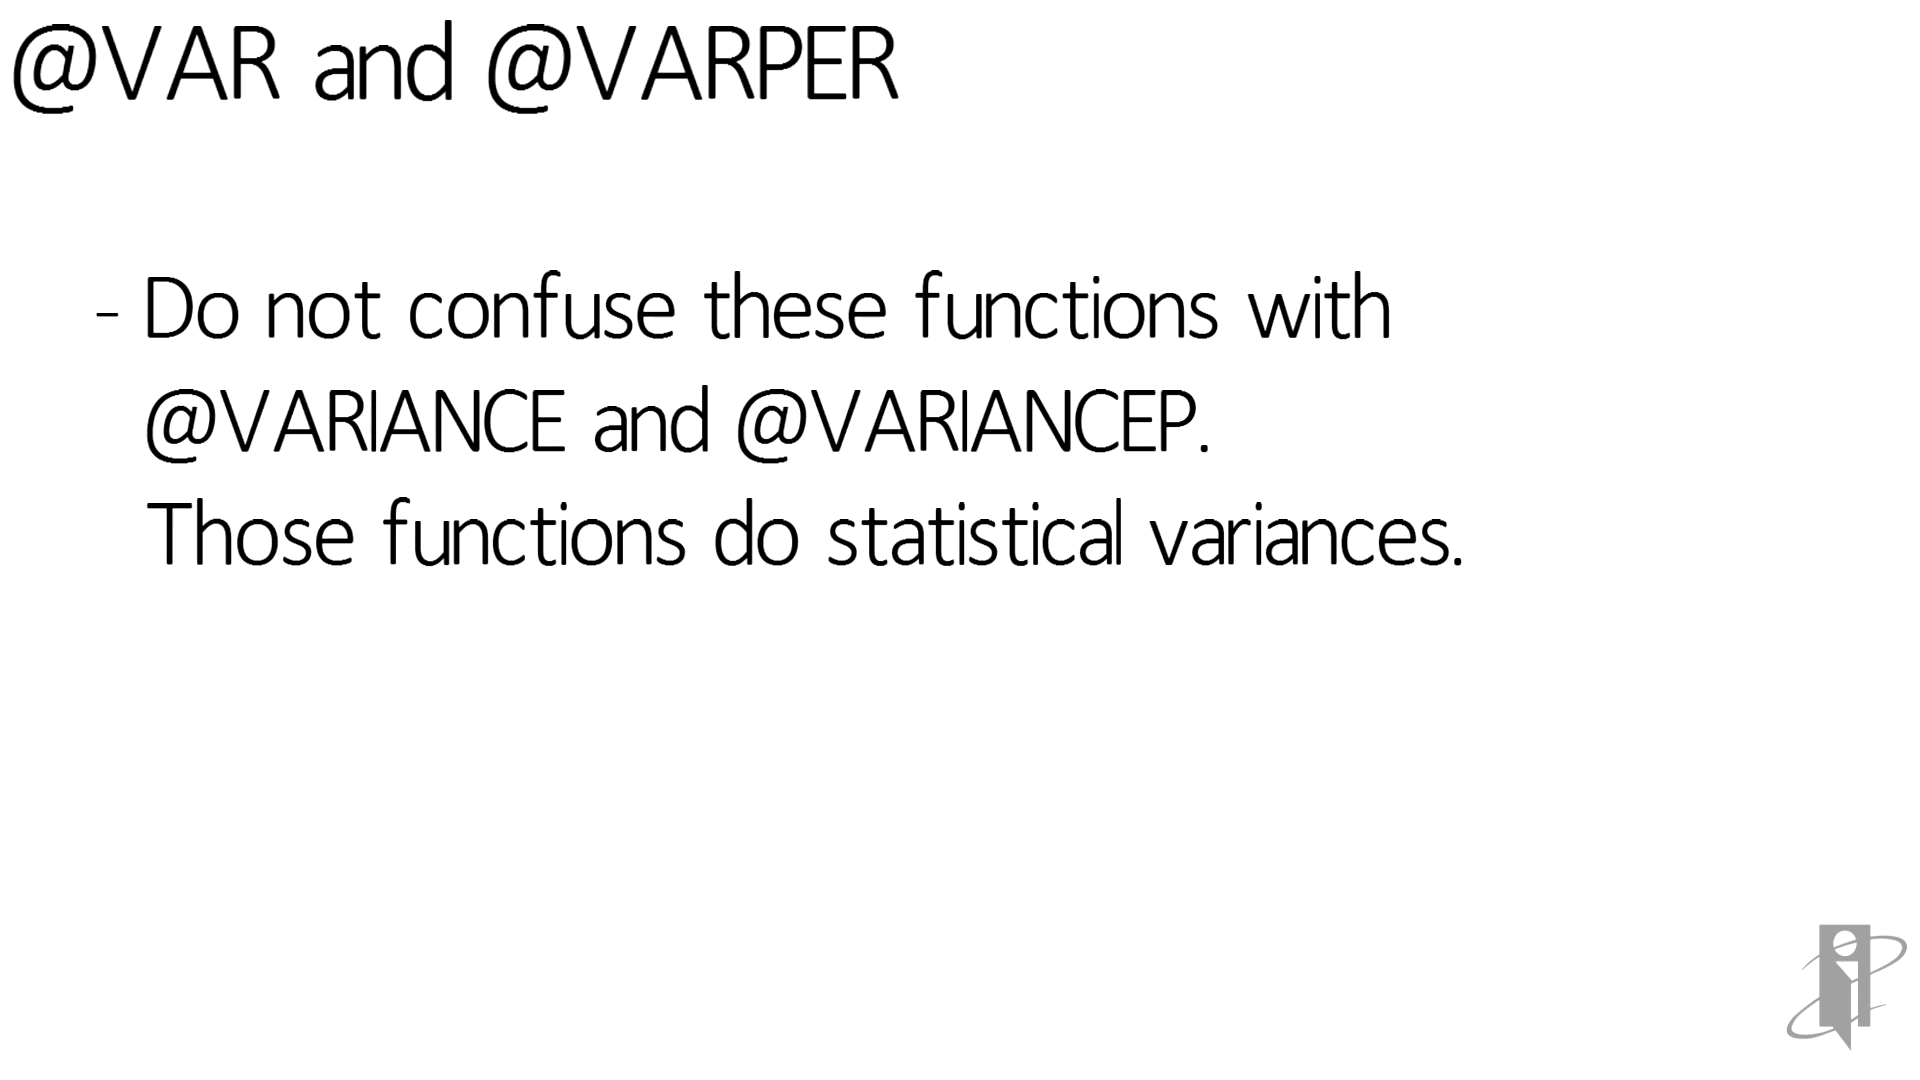 @VAR and @VARPER
- Do not confuse these functions with
@VARIANCE and @VARIANCEP.
Those functions do statistical variances.